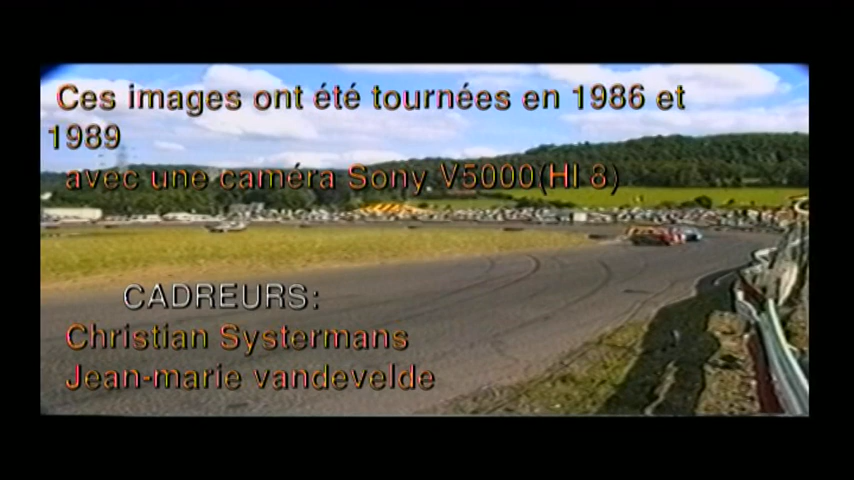 Ces images ont été tournées en 1986 et
1989
avec une caméra Sony V5000(HI 8)
CADREURS:
Christian Systermans
Jean-marie vandevelde